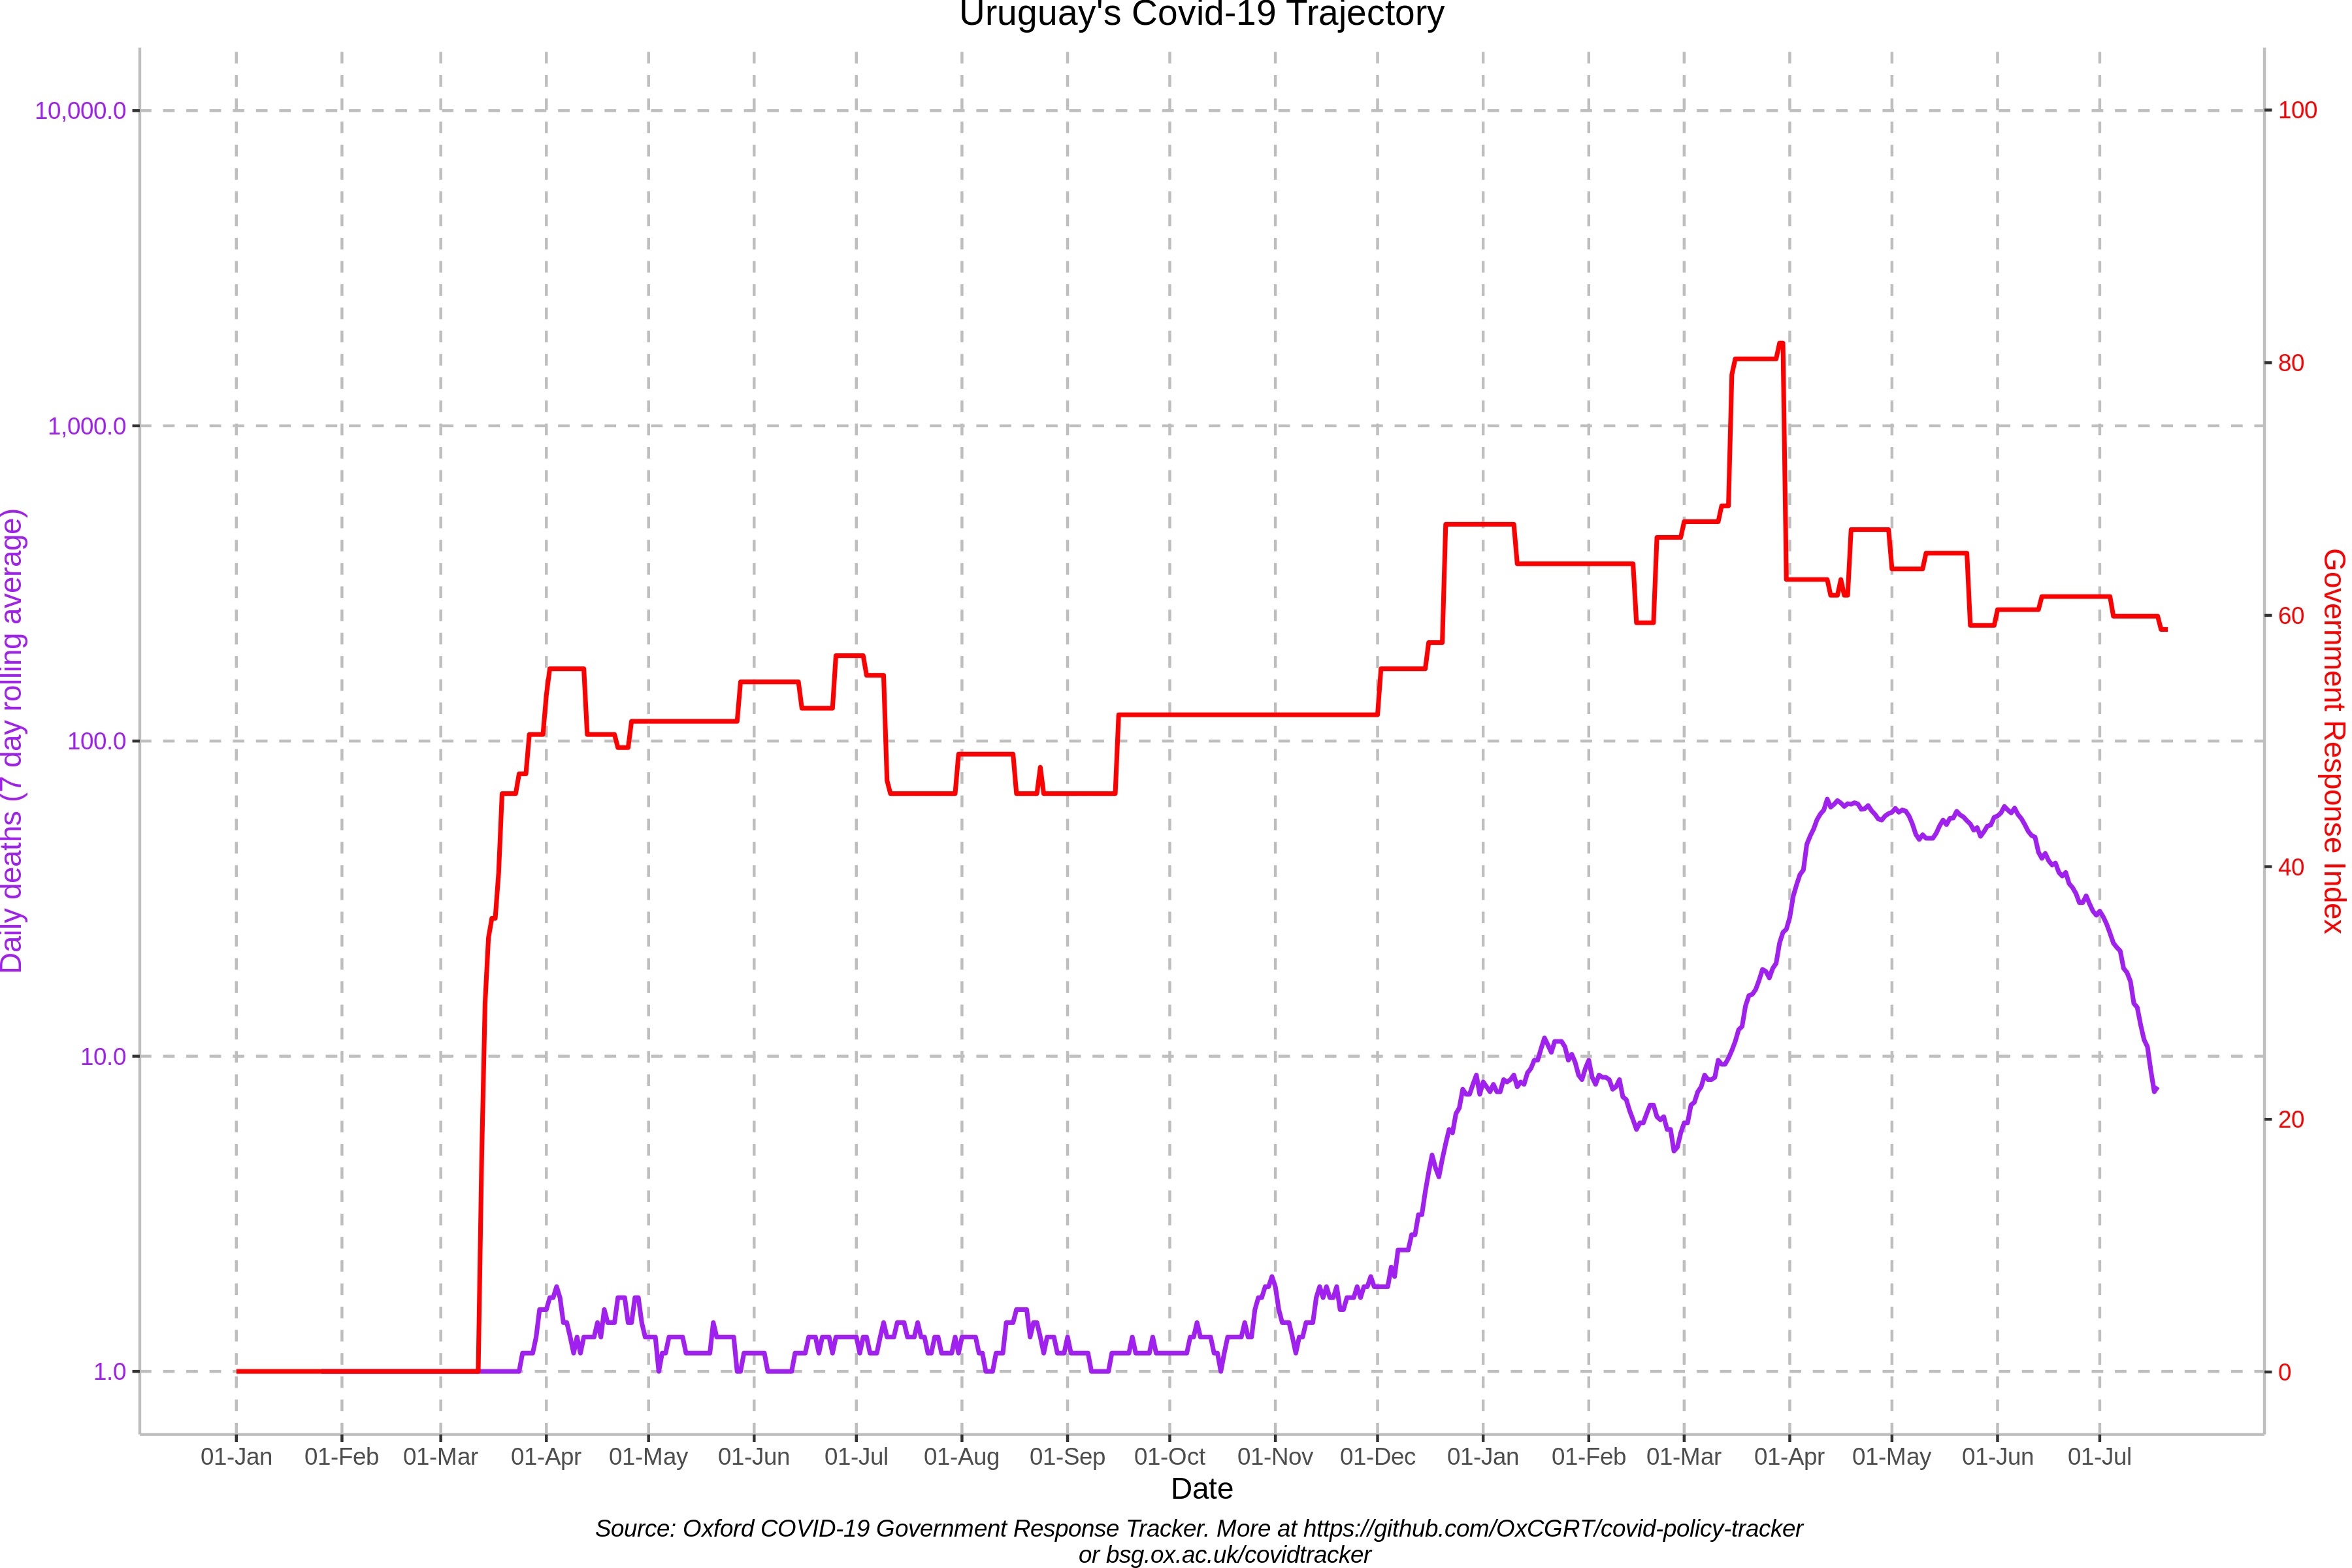 Uruguay's Covid-19 Trajectory
10,000.0
1,000.0
100.0
10.0
1.0
Daily deaths (7 day rolling average)
100
80
60
40
20
0
Government Response Index
01-Jan 01-Feb 01-Mar 01-Apr 01-May 01-Jun 01-Jul 01-Aug 01-Sep 01-Oct 01-Nov 01-Dec 01-Jan 01-Feb 01-Mar 01-Apr 01-May 01-Jun 01-Jul
Date
Source: Oxford COVID-19 Government Response Tracker. More at https://github.com/OxCGRT/covid-policy-tracker
or bsg.ox.ac.uk/covidtracker